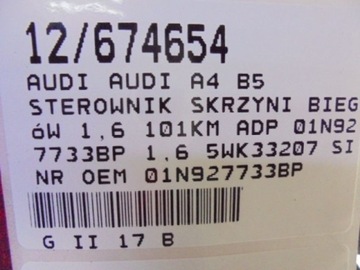 12/674654
AUDI AUDI A4 B5
STEROWNIK SKRZYNI BIEG
óW 1,6 101KM ADP 01N92
7733BP 1.6 5WK33207 SI
NR OEM 01N927733BP
G II 17 B